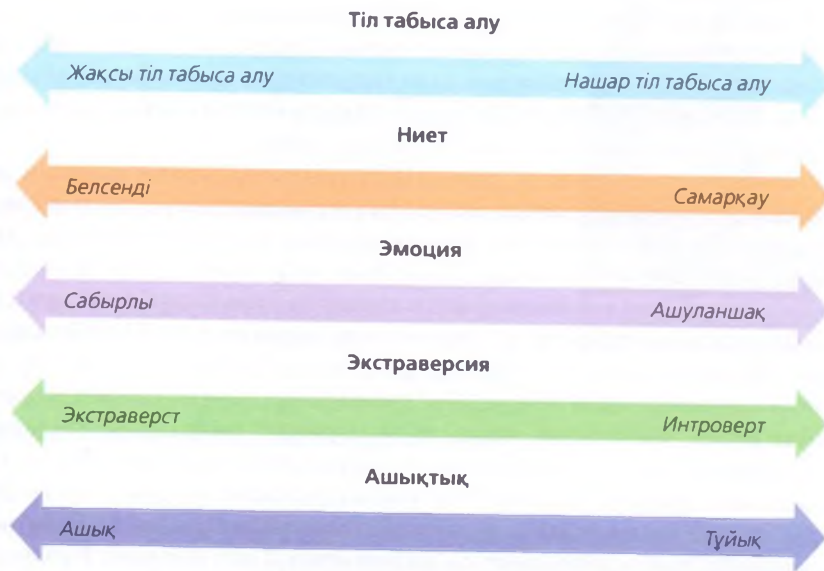 Тіл табыса алу
Жақсы тіл табыса алу Нашар тіл табыса алу
Ниет
Белсенді Самарқау
Эмоция
Сабырлы Ашуланшақ
Экстраверсия
Экстраверст Интроверт
Ашықтық
Ашық Тұйық